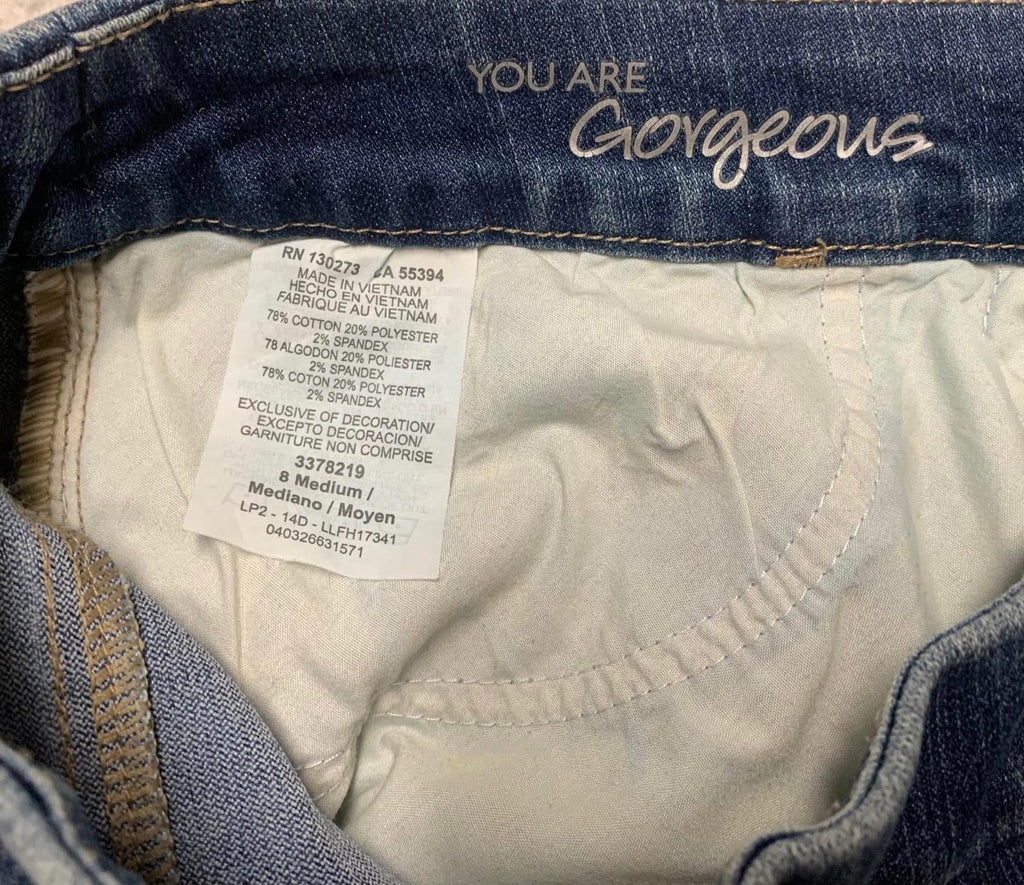 YOU ARE
Gorgeous
RN 130273 CA 55394
MADE IN VIETNAM
HECHO EN VIETNAM
FABRIQUE AU VIETNAM
78% COTTON 20% POLYESTER
2% SPANDEX
78 ALGODON 20% POLIESTER
2% SPANDEX
78% COTON 20% POLYESTER
2% SPANDEX
EXCLUSIVE OF DECORATION/
EXCEPTO DECORACION/
GARNITURE NON COMPRISE
3378219
8 Medium /
Mediano / Moyen
LP2 - 14D - LLFH17341
040326631571